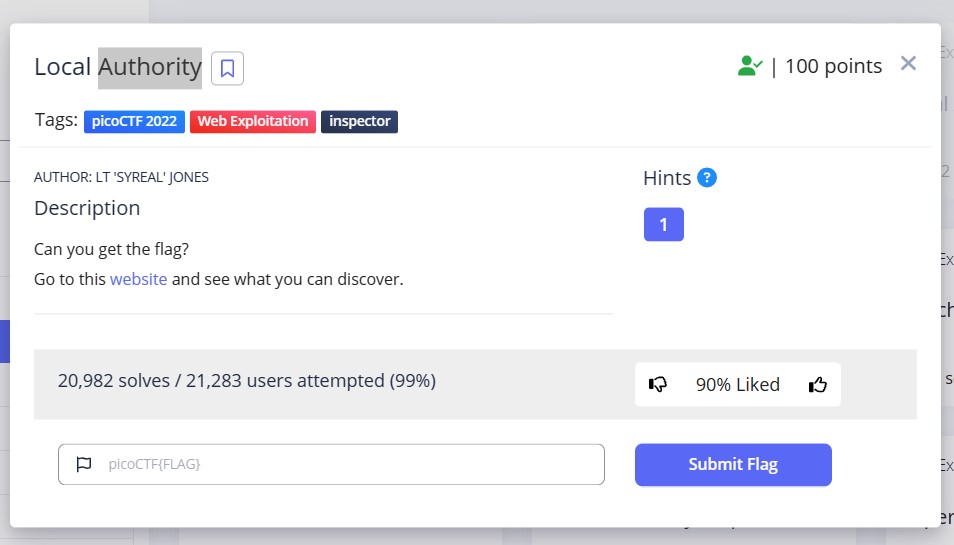 Local Authority
| 100 points
Tags: picoCTF 2022 Web Exploitation inspector
AUTHOR: LT 'SYREAL' JONES
Description
Can you get the flag?
Go to this website and see what you can discover.
Hints ?
1
20,982 solves / 21,283 users attempted (99%)
90% Liked
picoCTF{FLAG}
Submit Flag